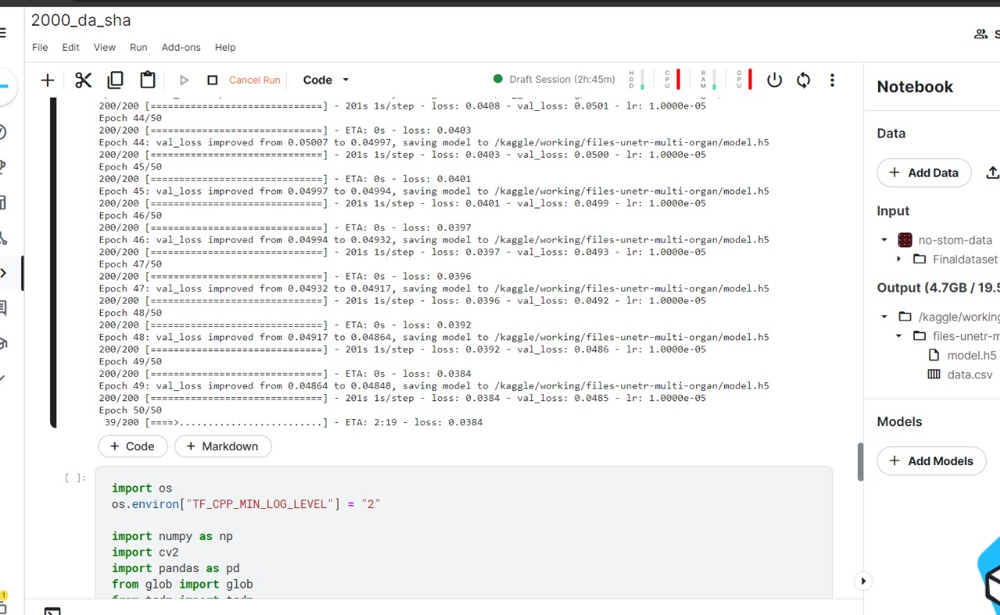 2000_da_sha
File Edit View Run Add-ons Help
S
Cancel Run Code Draft Session (2h:45m) HDD CPU RAM GPU
200/200 [==============================] - 201s 1s/step - loss: 0.0408 - val_loss: 0.0501 - lr: 1.0000e-05
Epoch 44/50
200/200 [==============================] - ETA: 0s - loss: 0.0403
Epoch 44: val_loss improved from 0.05007 to 0.04997, saving model to /kaggle/working/files-unetr-multi-organ/model.h5
200/200 [==============================] - 201s 1s/step - loss: 0.0403 - val_loss: 0.0500 - lr: 1.0000e-05
Epoch 45/50
200/200 [==============================] - ETA: 0s - loss: 0.0401
Epoch 45: val_loss improved from 0.04997 to 0.04994, saving model to /kaggle/working/files-unetr-multi-organ/model.h5
200/200 [==============================] - 201s 1s/step - loss: 0.0401 - val_loss: 0.0499 - lr: 1.0000e-05
Epoch 46/50
200/200 [==============================] - ETA: 0s - loss: 0.0397
Epoch 46: val_loss improved from 0.04994 to 0.04932, saving model to /kaggle/working/files-unetr-multi-organ/model.h5
200/200 [==============================] - 201s 1s/step - loss: 0.0397 - val_loss: 0.0493 - lr: 1.0000e-05
Epoch 47/50
200/200 [==============================] - ETA: 0s - loss: 0.0396
Epoch 47: val_loss improved from 0.04932 to 0.04917, saving model to /kaggle/working/files-unetr-multi-organ/model.h5
200/200 [==============================] - 201s 1s/step - loss: 0.0396 - val_loss: 0.0492 - lr: 1.0000e-05
Epoch 48/50
200/200 [==============================] - ETA: 0s - loss: 0.0392
Epoch 48: val_loss improved from 0.04917 to 0.04864, saving model to /kaggle/working/files-unetr-multi-organ/model.h5
200/200 [==============================] - 201s 1s/step - loss: 0.0392 - val_loss: 0.0486 - lr: 1.0000e-05
Epoch 49/50
200/200 [==============================] - ETA: 0s - loss: 0.0384
Epoch 49: val_loss improved from 0.04864 to 0.04848, saving model to /kaggle/working/files-unetr-multi-organ/model.h5
200/200 [==============================] - 201s 1s/step - loss: 0.0384 - val_loss: 0.0485 - lr: 1.0000e-05
Epoch 50/50
39/200 [====>.........................] - ETA: 2:19 - loss: 0.0384
+ Code + Markdown
[ ]:
import os
os.environ["TF_CPP_MIN_LOG_LEVEL"] = "2"
import numpy as np
import cv2
import pandas as pd
from glob import glob
Notebook
Data
+ Add Data
Input
no-stom-data
Finaldataset
Output (4.7GB / 19.5
/kaggle/working
files-unetr-m
model.h5
data.csv
Models
+ Add Models
1